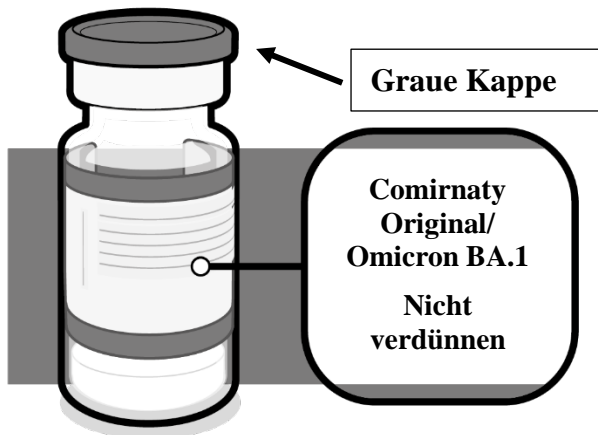 Graue Kappe
Comirnaty
Original/
Omicron BA.1
Nicht
verdünnen